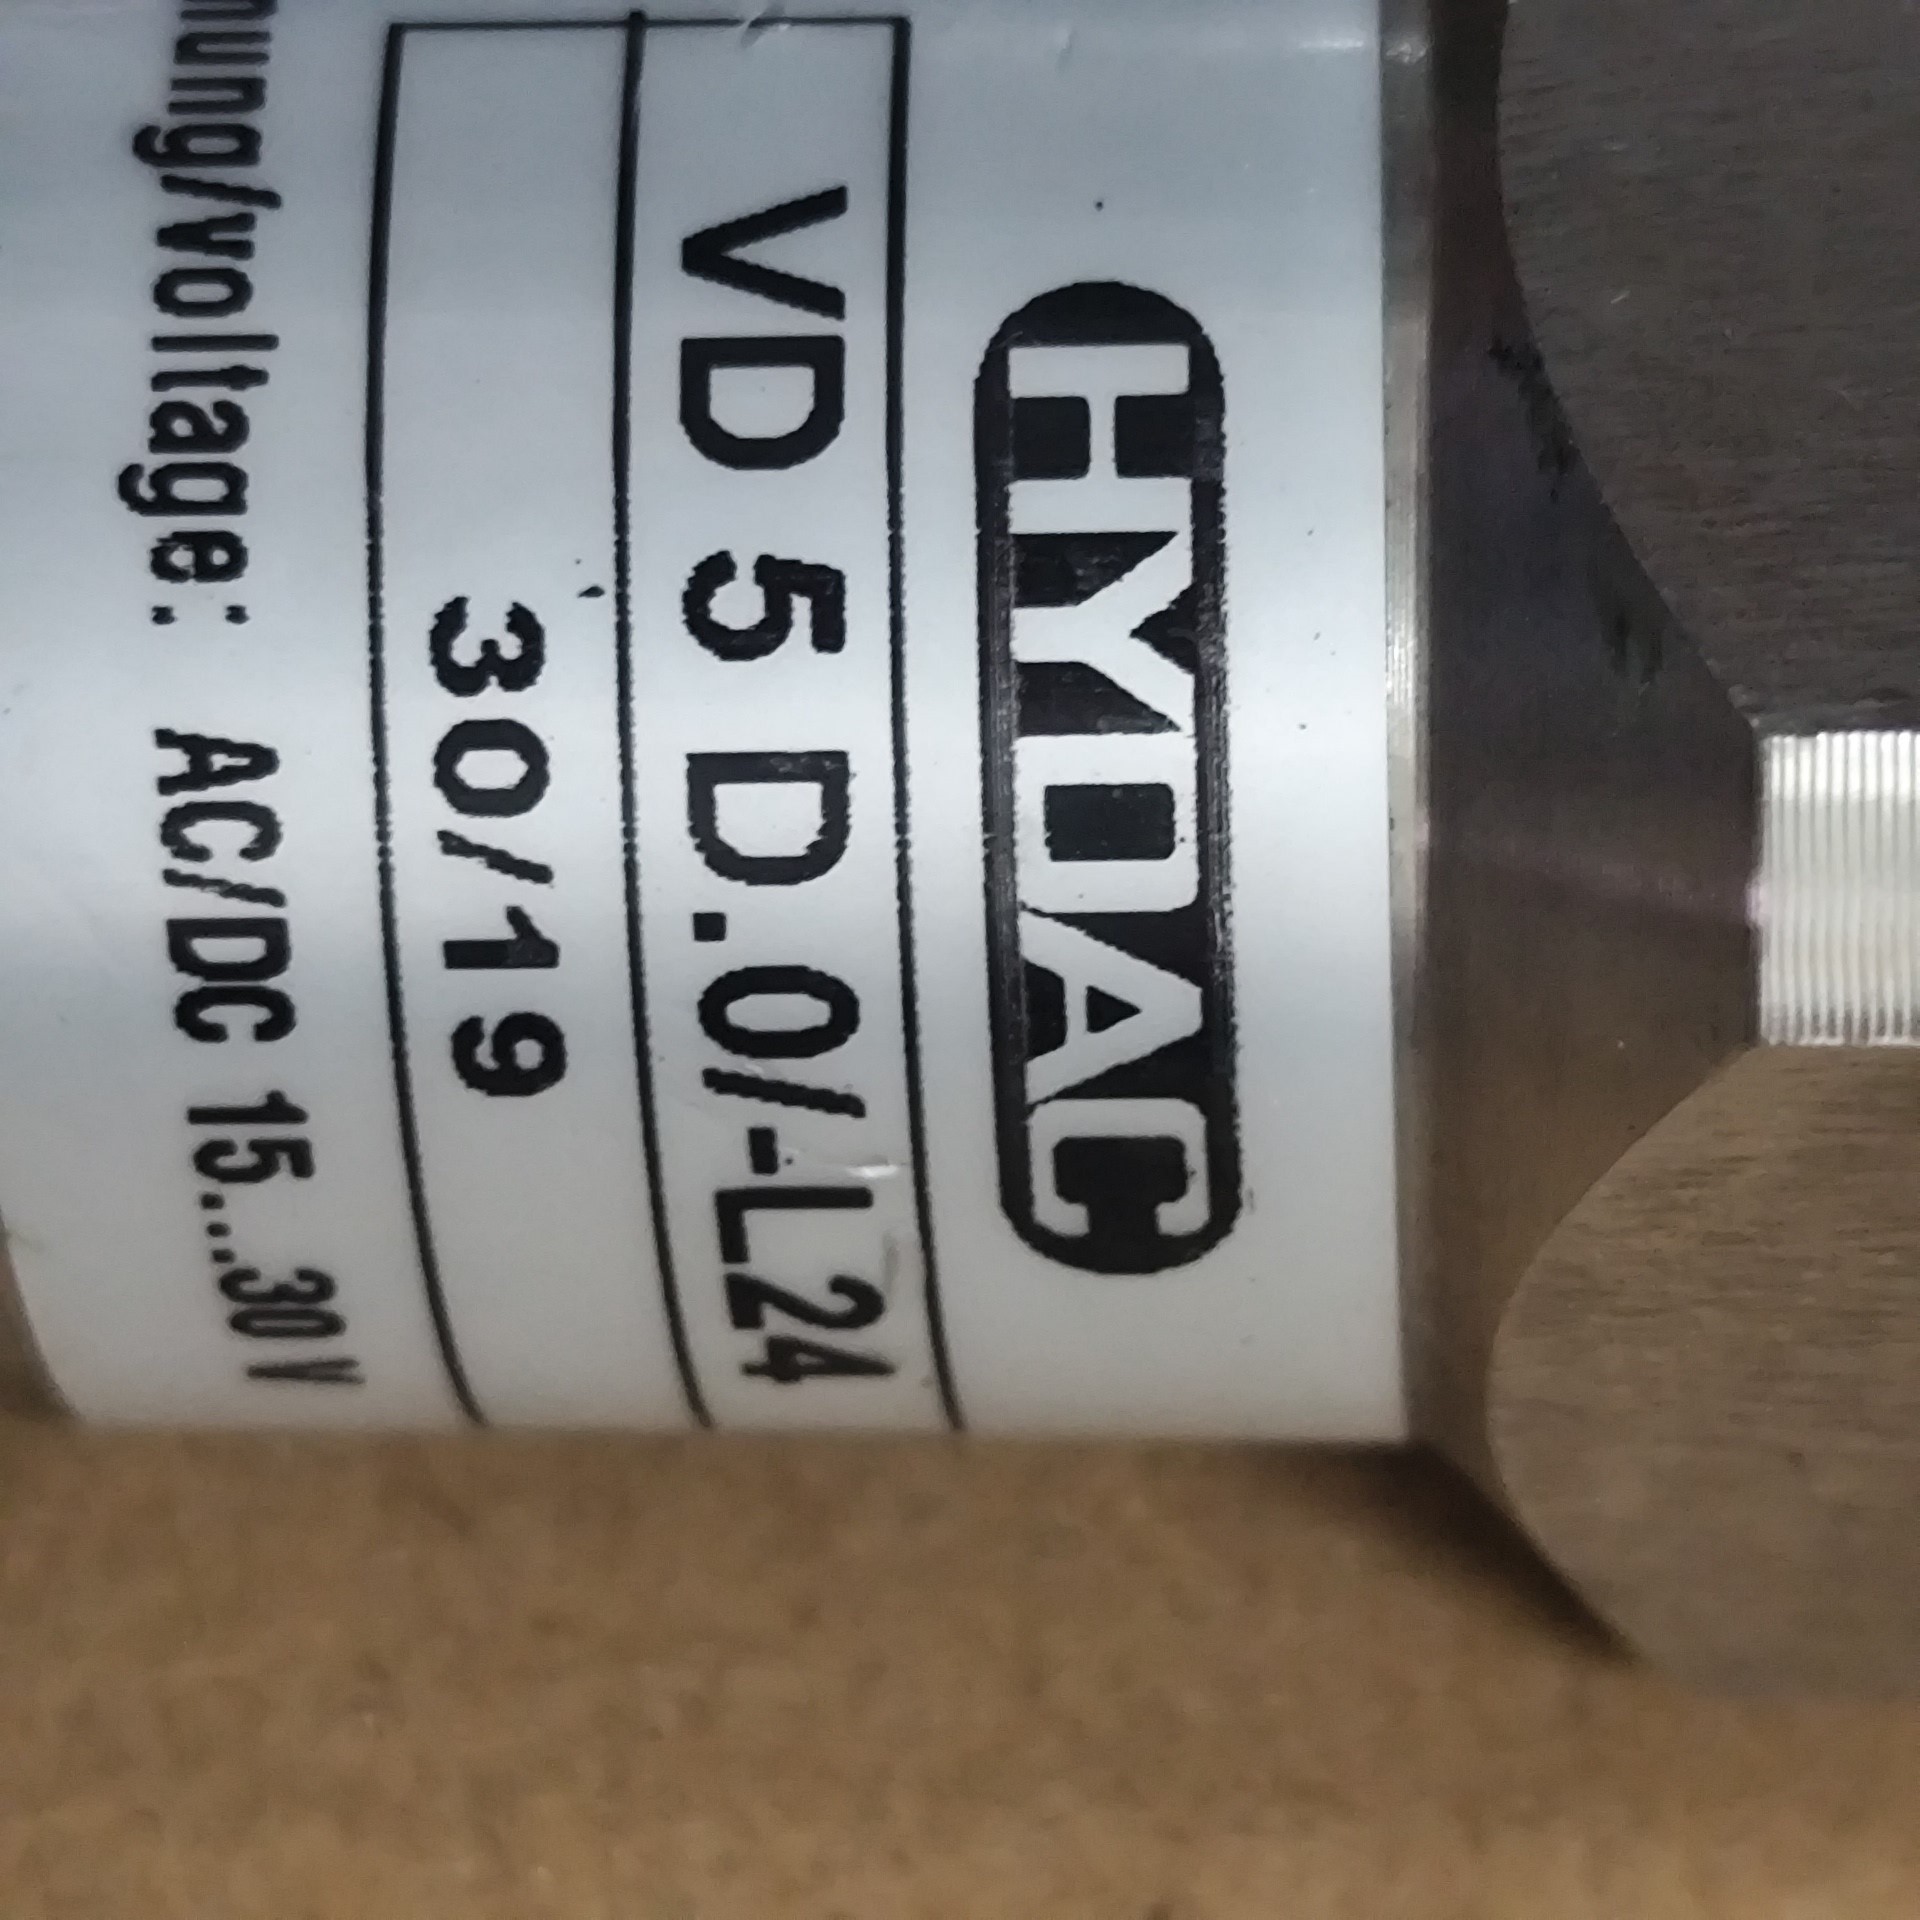 HYDAC
VD 5 D.0/-L24
30/19
nung/voltage: AC/DC 15...30 V